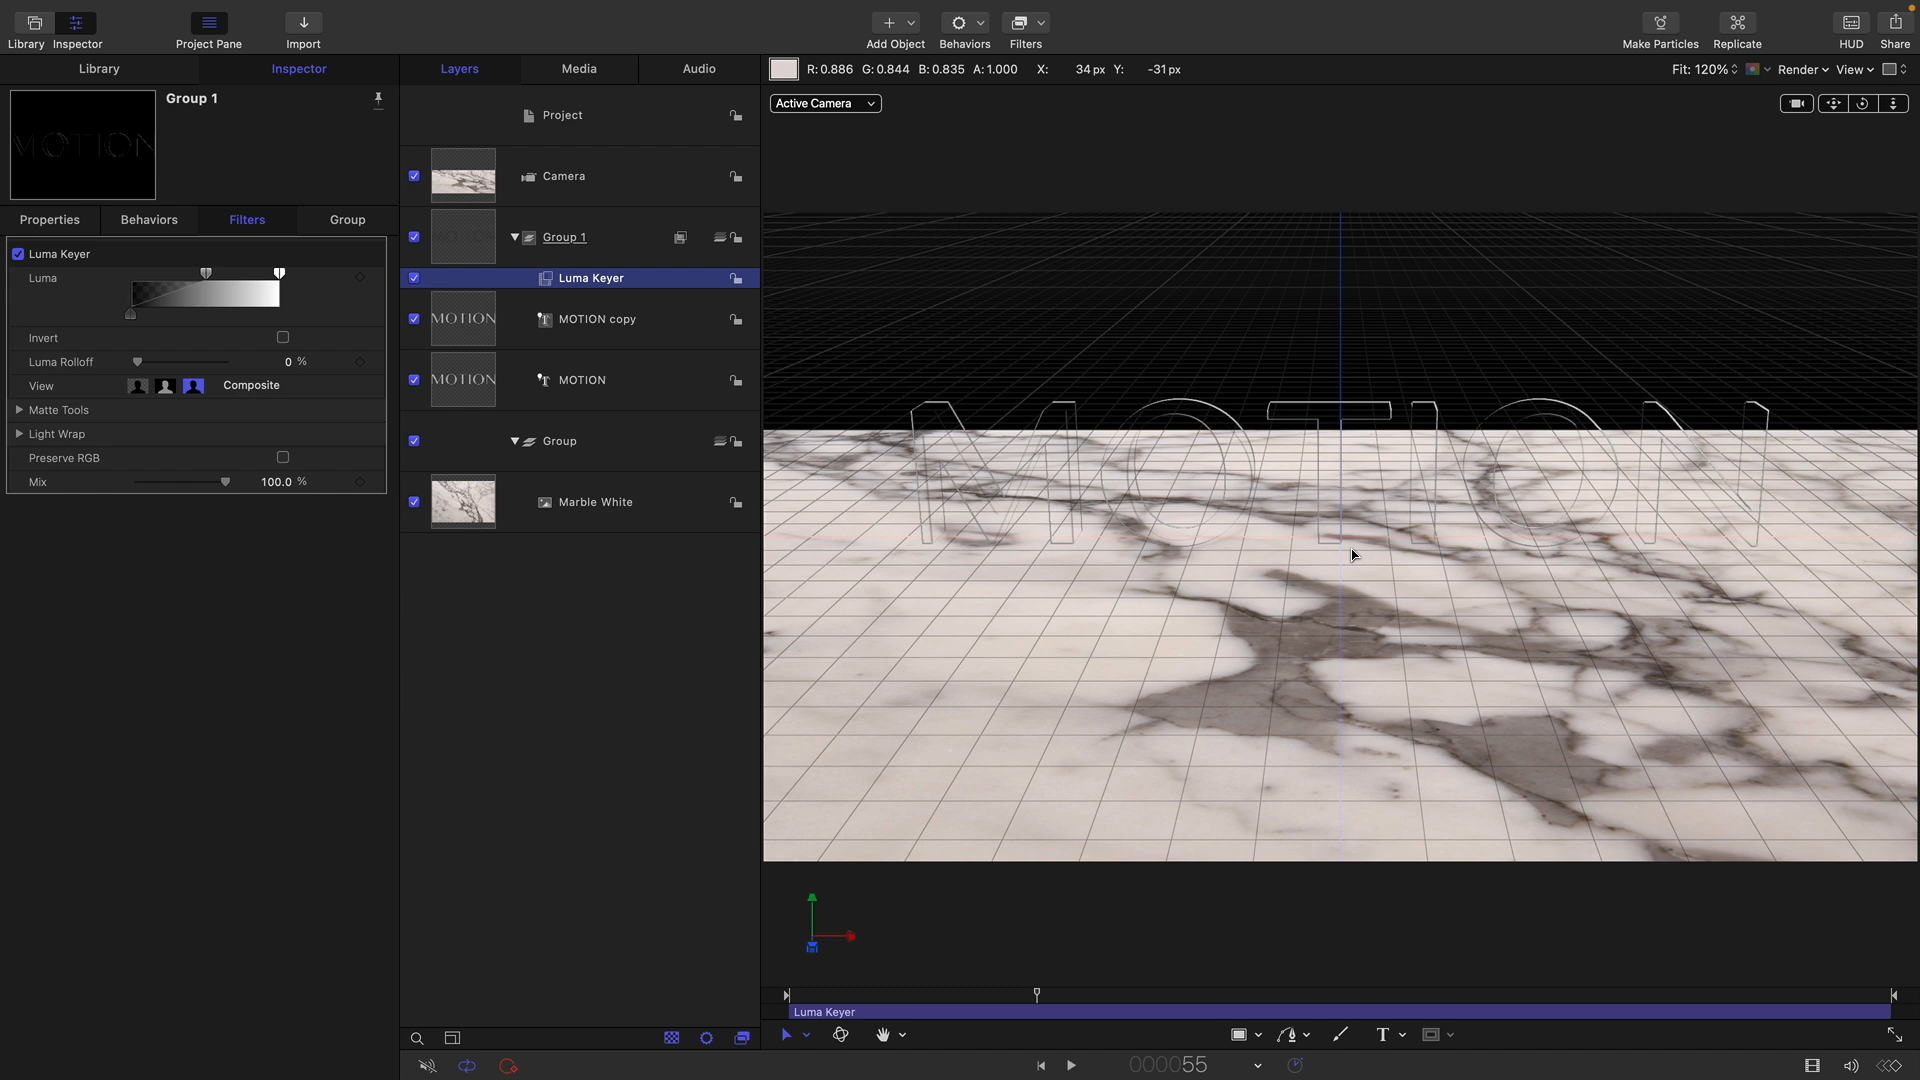 Library Inspector Project Pane Import Add Object Behaviors Filters Make Particles Replicate HUD Share
Library Inspector Layers Media Audio R:0.886 G:0.844 B:0.835 A:1.000 X: 34 px Y: -31 px Fit: 120% Render View
Group 1
MOTION
Properties Behaviors Filters Group
Luma Keyer
Luma
Invert
Luma Rolloff 0 %
View Composite
Matte Tools
Light Wrap
Preserve RGB
Mix 100.0 %
Project
Camera
Group 1
Luma Keyer
MOTION MOTION copy
MOTION MOTION
Group
Marble White
Active Camera
MOTION
Luma Keyer
T
000055